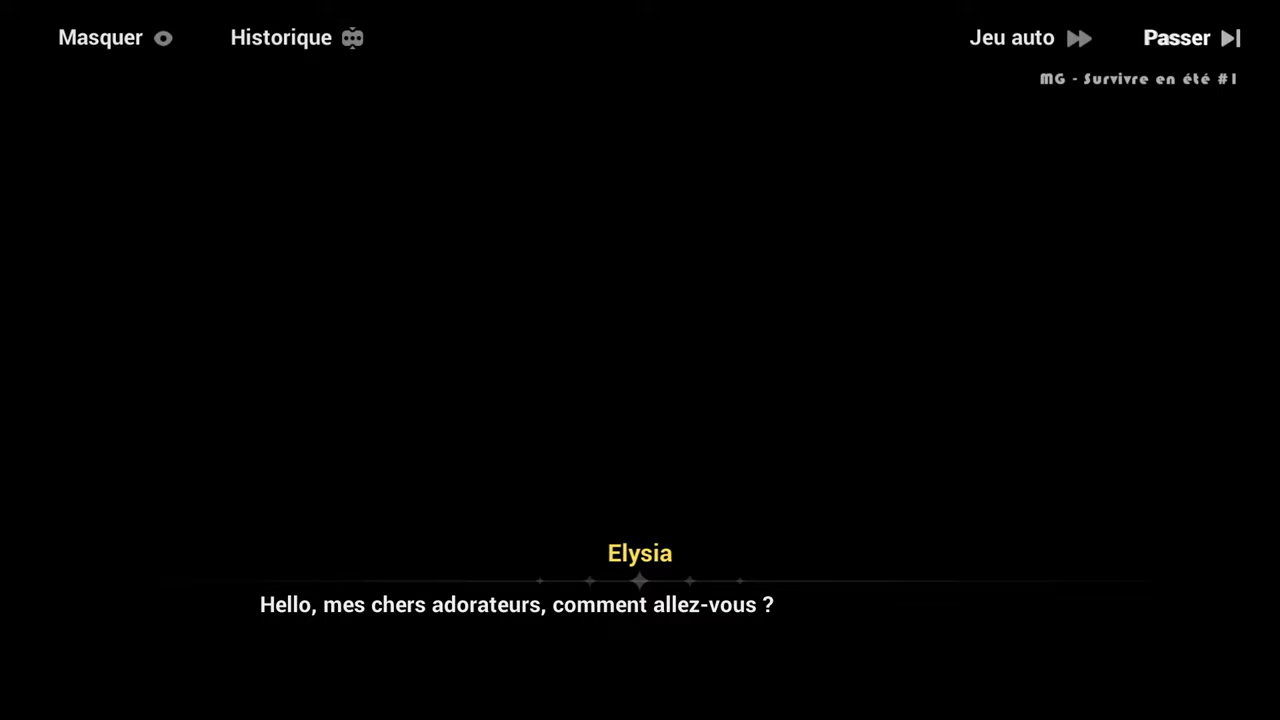 Masquer
Historique
Jeu auto
Passer
MG - Survivre en été #1
Elysia
Hello, mes chers adorateurs, comment allez-vous ?